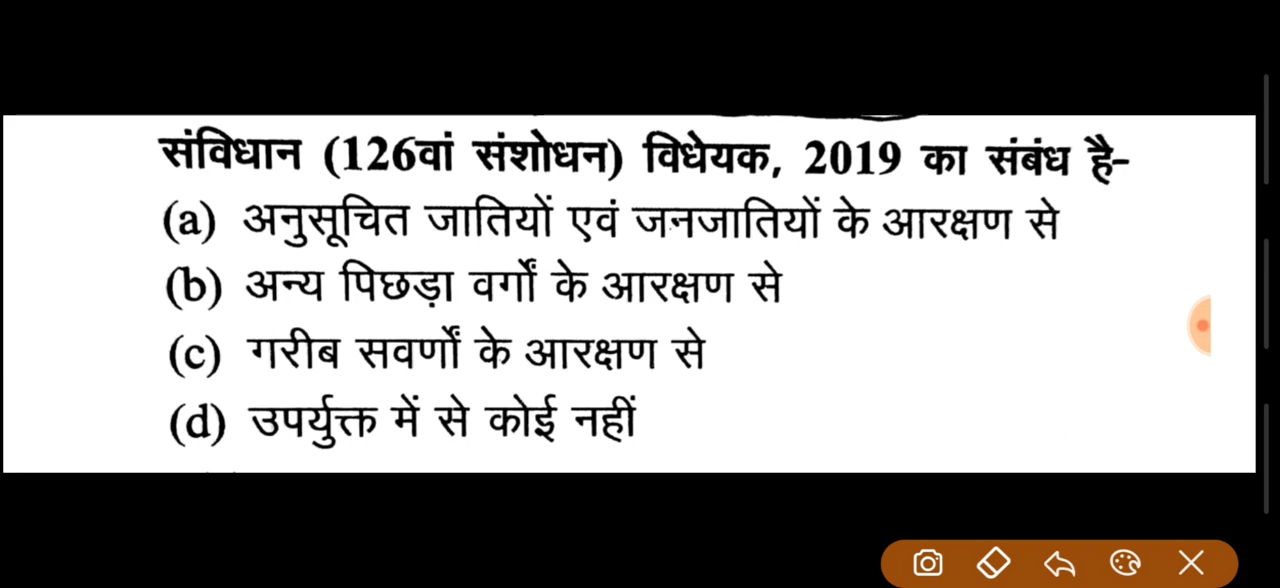 संविधान (126वां संशोधन) विधेयक, 2019 का संबंध है-
(a) अनुसूचित जातियों एवं जनजातियों के आरक्षण से
(b) अन्य पिछड़ा वर्गों के आरक्षण से
(c) गरीब सवर्णों के आरक्षण से
(d) उपर्युक्त में से कोई नहीं